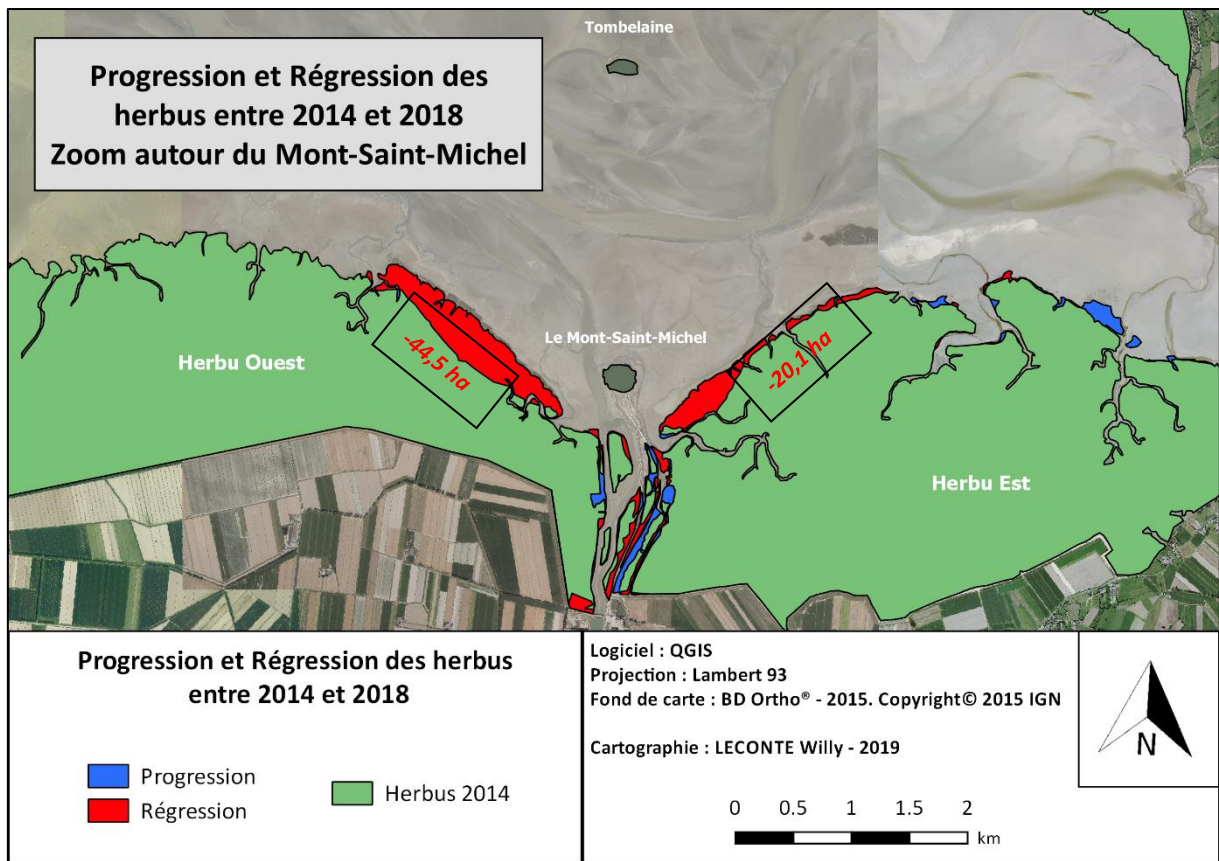 Tombelaine
Progression et Régression des
herbus entre 2014 et 2018
Zoom autour du Mont-Saint-Michel
Le Mont-Saint-Michel
Herbu Ouest
-44,5 ha
-20,1 ha
Herbu Est
Progression et Régression des herbus
entre 2014 et 2018
Progression
Régression
Herbus 2014
Logiciel : QGIS
Projection : Lambert 93
Fond de carte : BD Ortho® - 2015. Copyright© 2015 IGN
Cartographie : LECONTE Willy - 2019
0 0.5 1 1.5 2
km
N